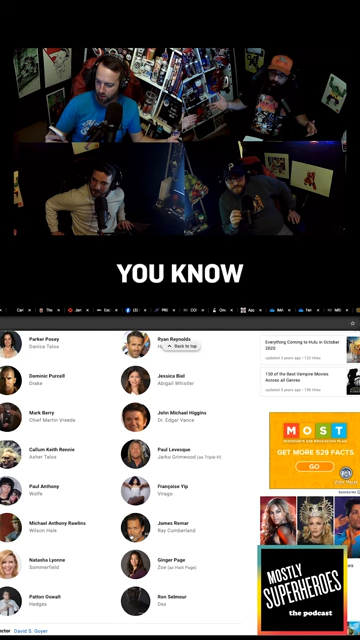 YOU KNOW
Parker Posey
Danica Talos
Ryan Reynolds
Back to top
Dominic Purcell
Drake
Jessica Biel
Abigail Whistler
Mark Berry
Chief Martin Vreede
John Michael Higgins
Dr. Edgar Vance
Callum Keith Rennie
Asher Talos
Paul Levesque
Jarko Grimwood (as Triple H)
Paul Anthony
Wolfe
Françoise Yip
Virago
Michael Anthony Rawlins
Wilson Hale
James Remar
Ray Cumberland
Natasha Lyonne
Sommerfield
Ginger Page
Zoe (as Haili Page)
Patton Oswalt
Hedges
Ron Selmour
Dex
ector David S. Goyer
Everything Coming to Hulu in October
2020
150 of the Best Vampire Movies
Across all Genres
MOST
GET MORE 529 FACTS
GO
MOSTLY
SUPERHEROES
the podcast